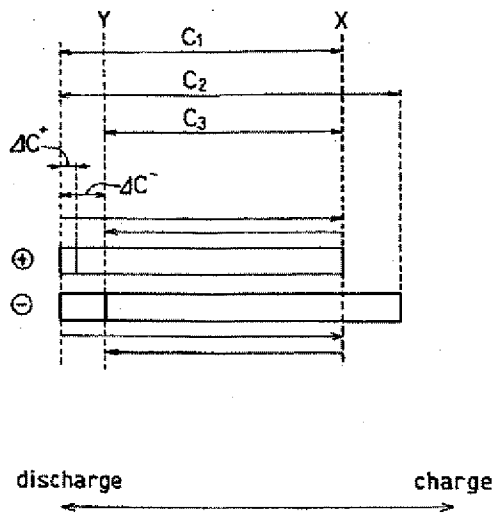 Y X
C₁
C₂
C₃
ΔC⁺
ΔC⁻
⊕
⊖
discharge charge